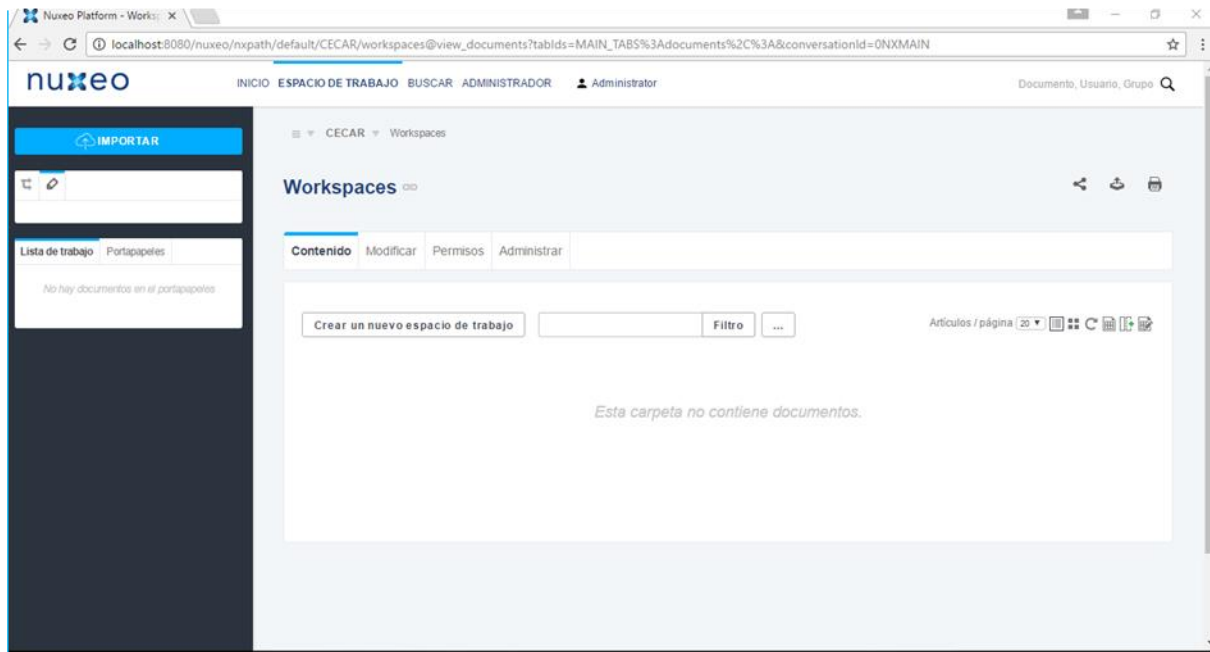 Nuxeo Platform - Works
localhost:8080/nuxeo/nxpath/default/CECAR/workspaces@view_documents?tabIds=MAIN_TABS%3Adocuments%2C%3A&conversationId=0NXMAIN
nuxeo INICIO ESPACIO DE TRABAJO BUSCAR ADMINISTRADOR Administrator Documento, Usuario, Grupo
IMPORTAR
CECAR Workspaces
Workspaces
Lista de trabajo Portapapeles
No hay documentos en el portapapeles
Contenido Modificar Permisos Administrar
Crear un nuevo espacio de trabajo Filtro ... Artículos / página 20
Esta carpeta no contiene documentos.